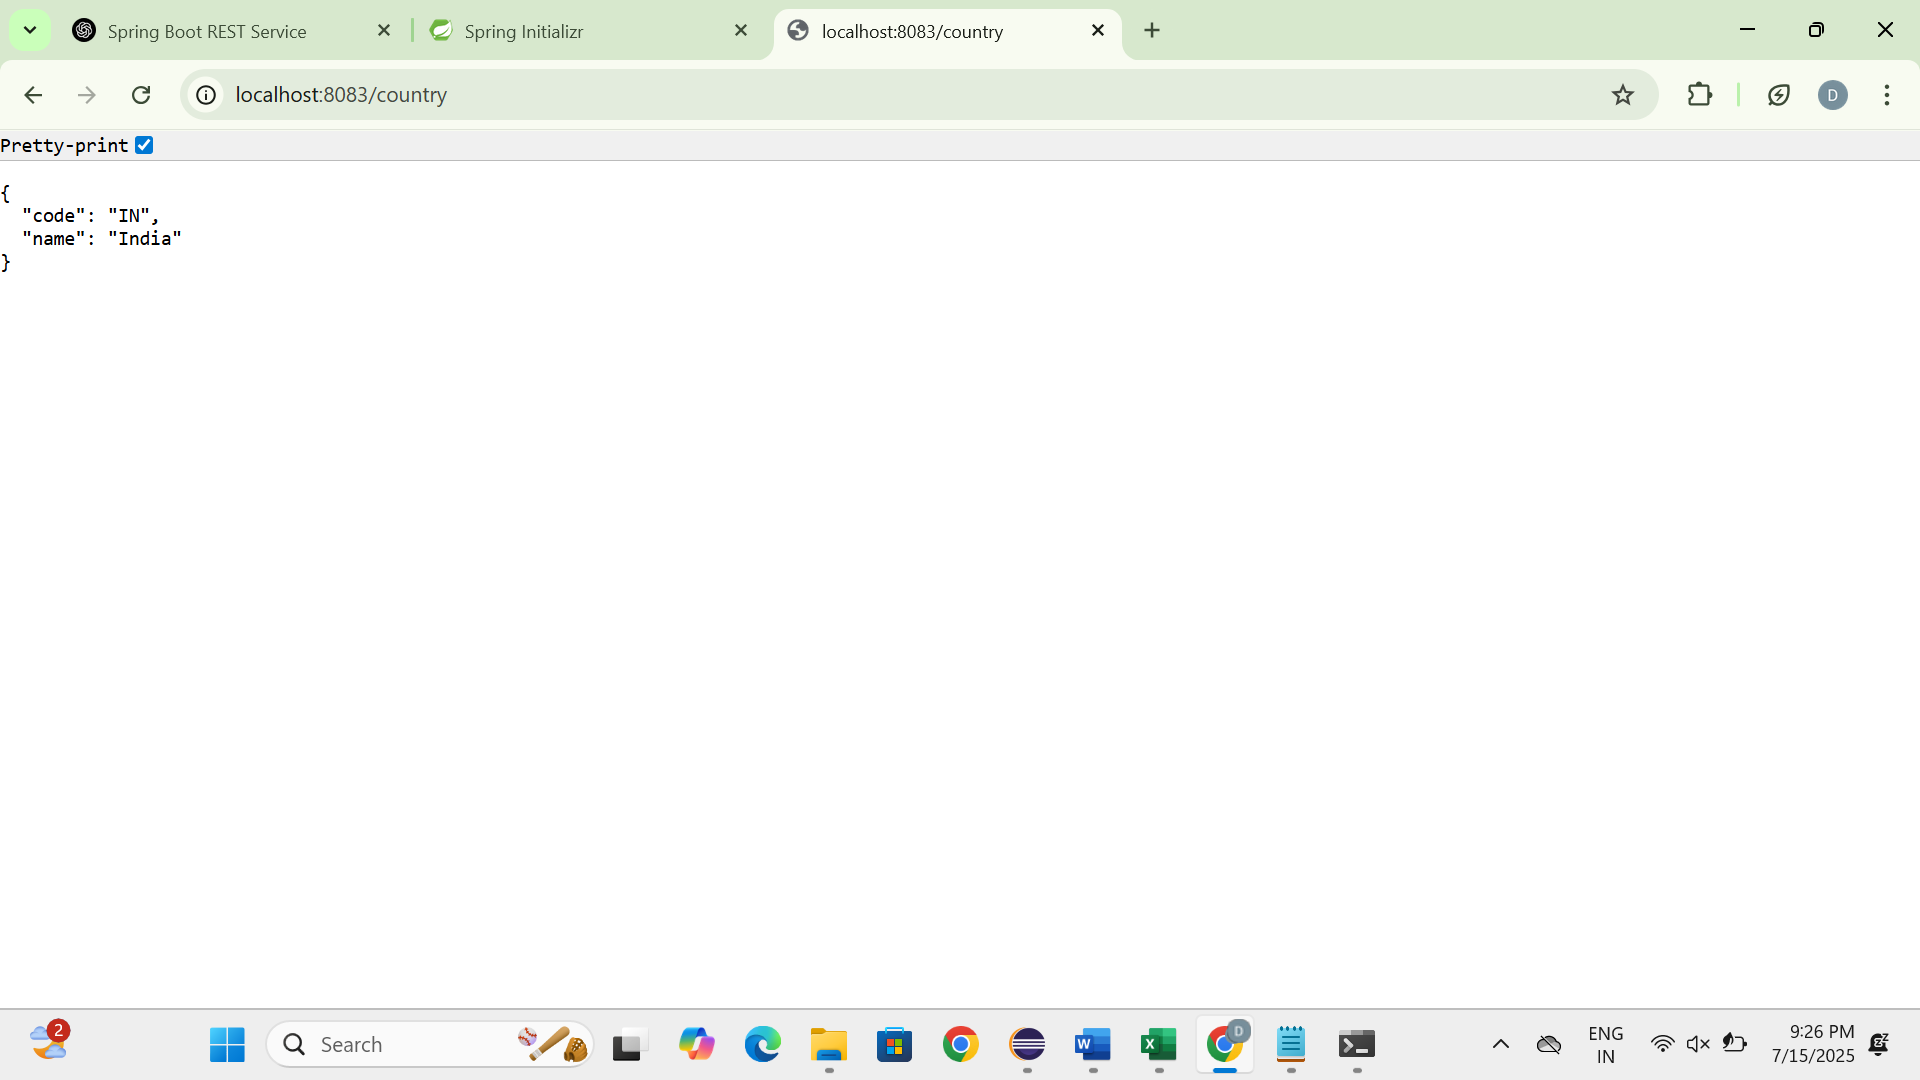 Spring Boot REST Service
Spring Initializr
localhost:8083/country
localhost:8083/country
D
Pretty-print
{
  "code": "IN",
  "name": "India"
}
2
Search
W
X
D
ENG
IN
9:26 PM
7/15/2025